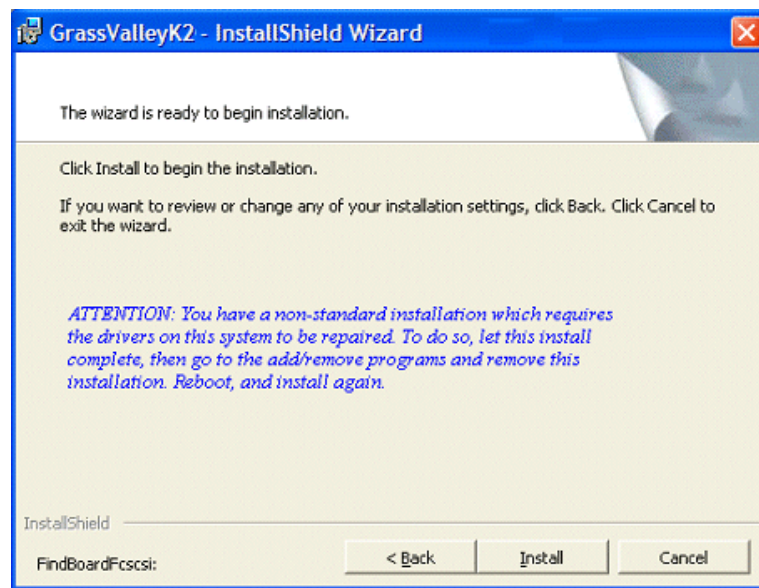 GrassValleyK2 - InstallShield Wizard
The wizard is ready to begin installation.
Click Install to begin the installation.
If you want to review or change any of your installation settings, click Back. Click Cancel to
exit the wizard.
ATTENTION: You have a non-standard installation which requires
the drivers on this system to be repaired. To do so, let this install
complete, then go to the add/remove programs and remove this
installation. Reboot, and install again.
InstallShield
FindBoardFcscsi:
< Back
Install
Cancel